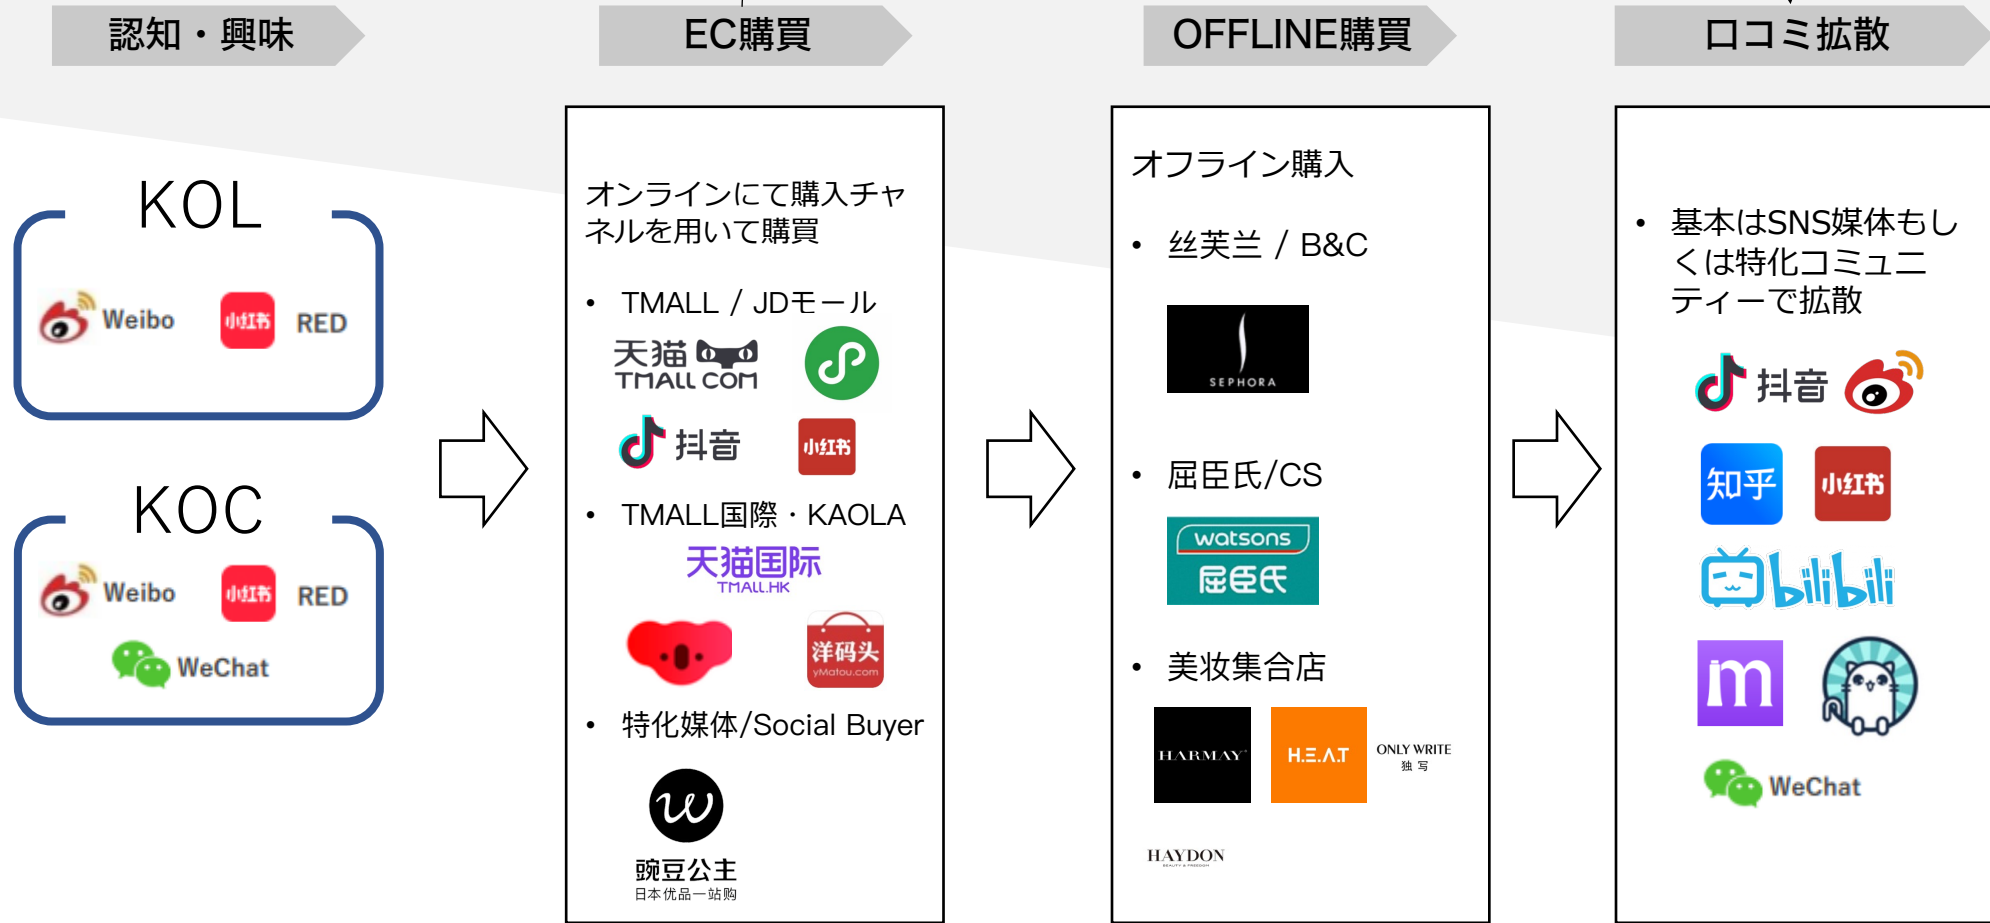 認知・興味
EC購買
OFFLINE購買
口コミ拡散
KOL
Weibo
小红书
RED
KOC
Weibo
小红书
RED
WeChat
オンラインにて購入チャ
ネルを用いて購買
• TMALL / JDモール
天猫
TMALL.COM
抖音
小红书
• TMALL国際・KAOLA
天猫国际
TMALL.HK
洋码头
yMatou.com
• 特化媒体/Social Buyer
w
豌豆公主
日本优品一站购
オフライン購入
• 丝芙兰 / B&C
SEPHORA
• 屈臣氏/CS
watsons
屈臣氏
• 美妆集合店
HARMAY
H.E.A.T
ONLY WRITE
独写
HAYDON
BEAUTY & FREEDOM
• 基本はSNS媒体もし
くは特化コミュニ
ティーで拡散
抖音
知乎
小红书
bilibili
m
WeChat